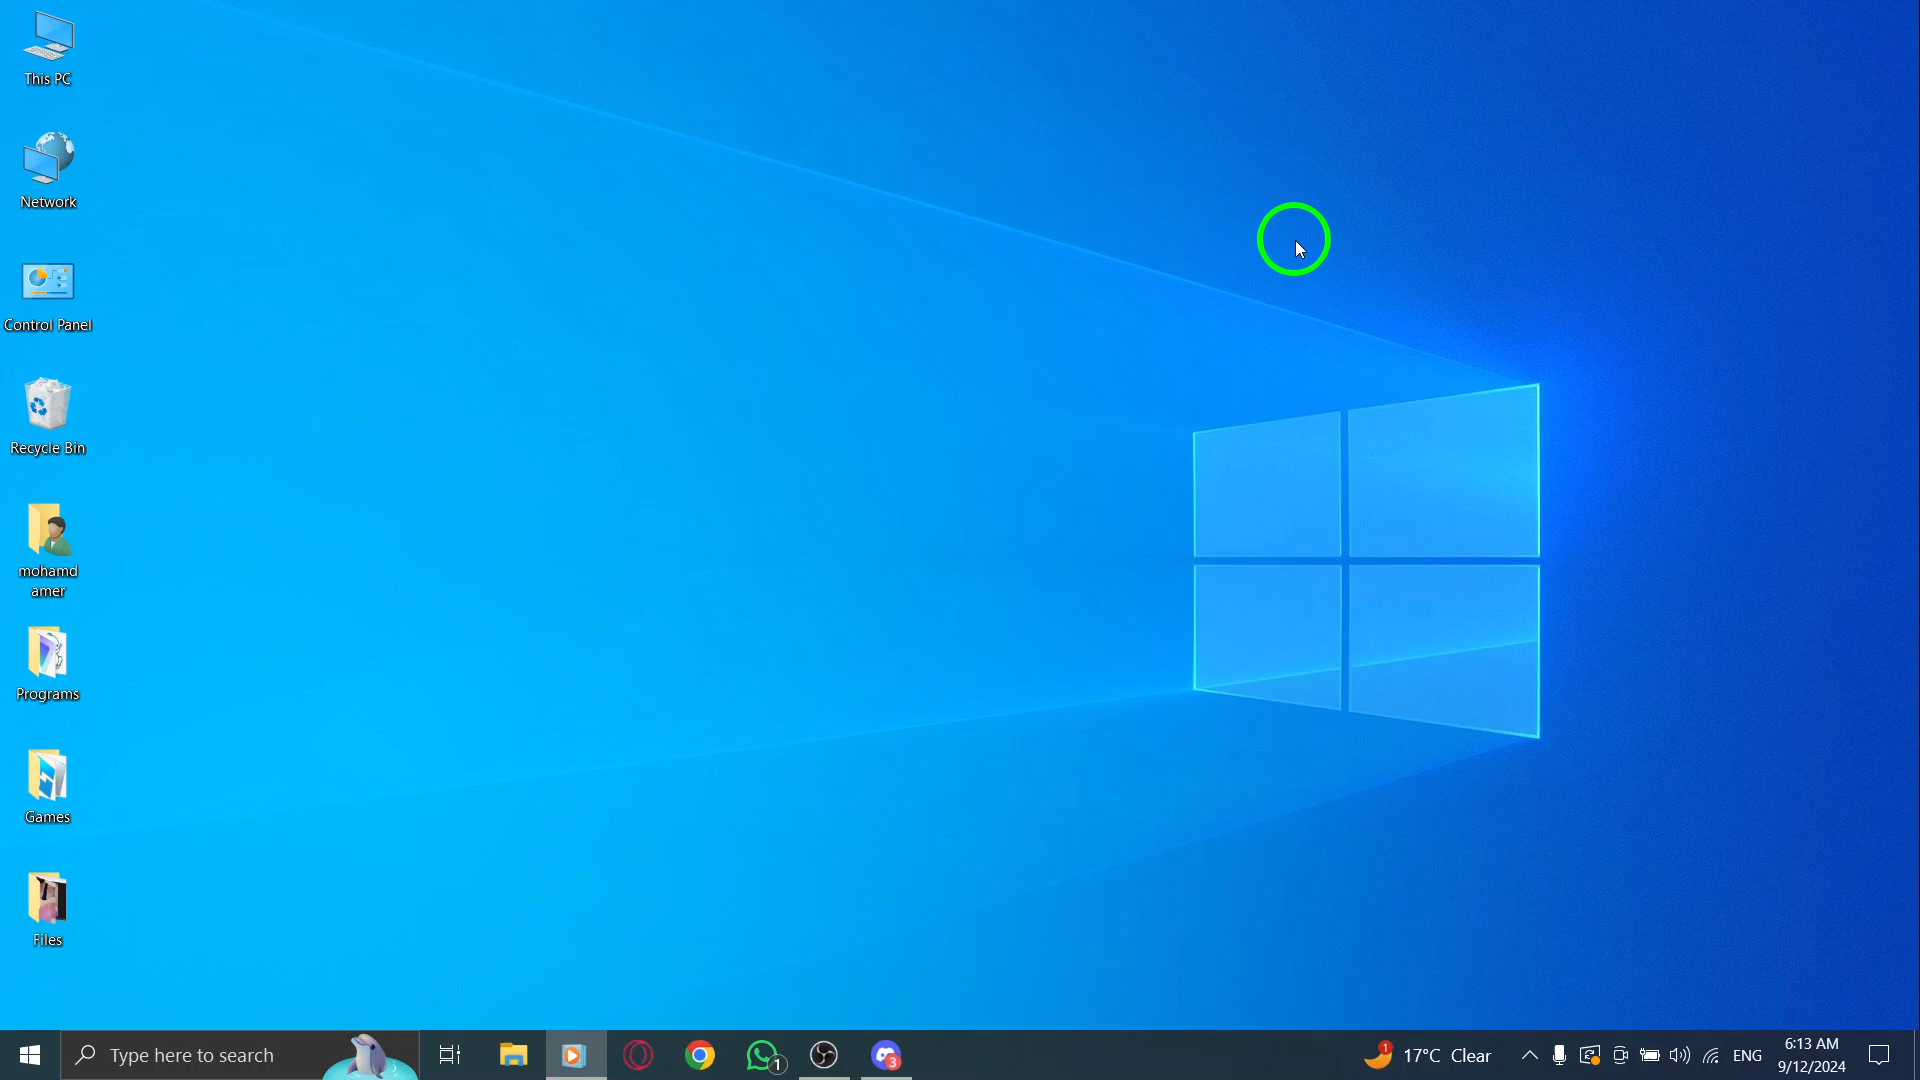 This PC
Network
Control Panel
Recycle Bin
mohamd
amer
Programs
Games
Files
Type here to search
1
3
1
17°C Clear
ENG
6:13 AM
9/12/2024